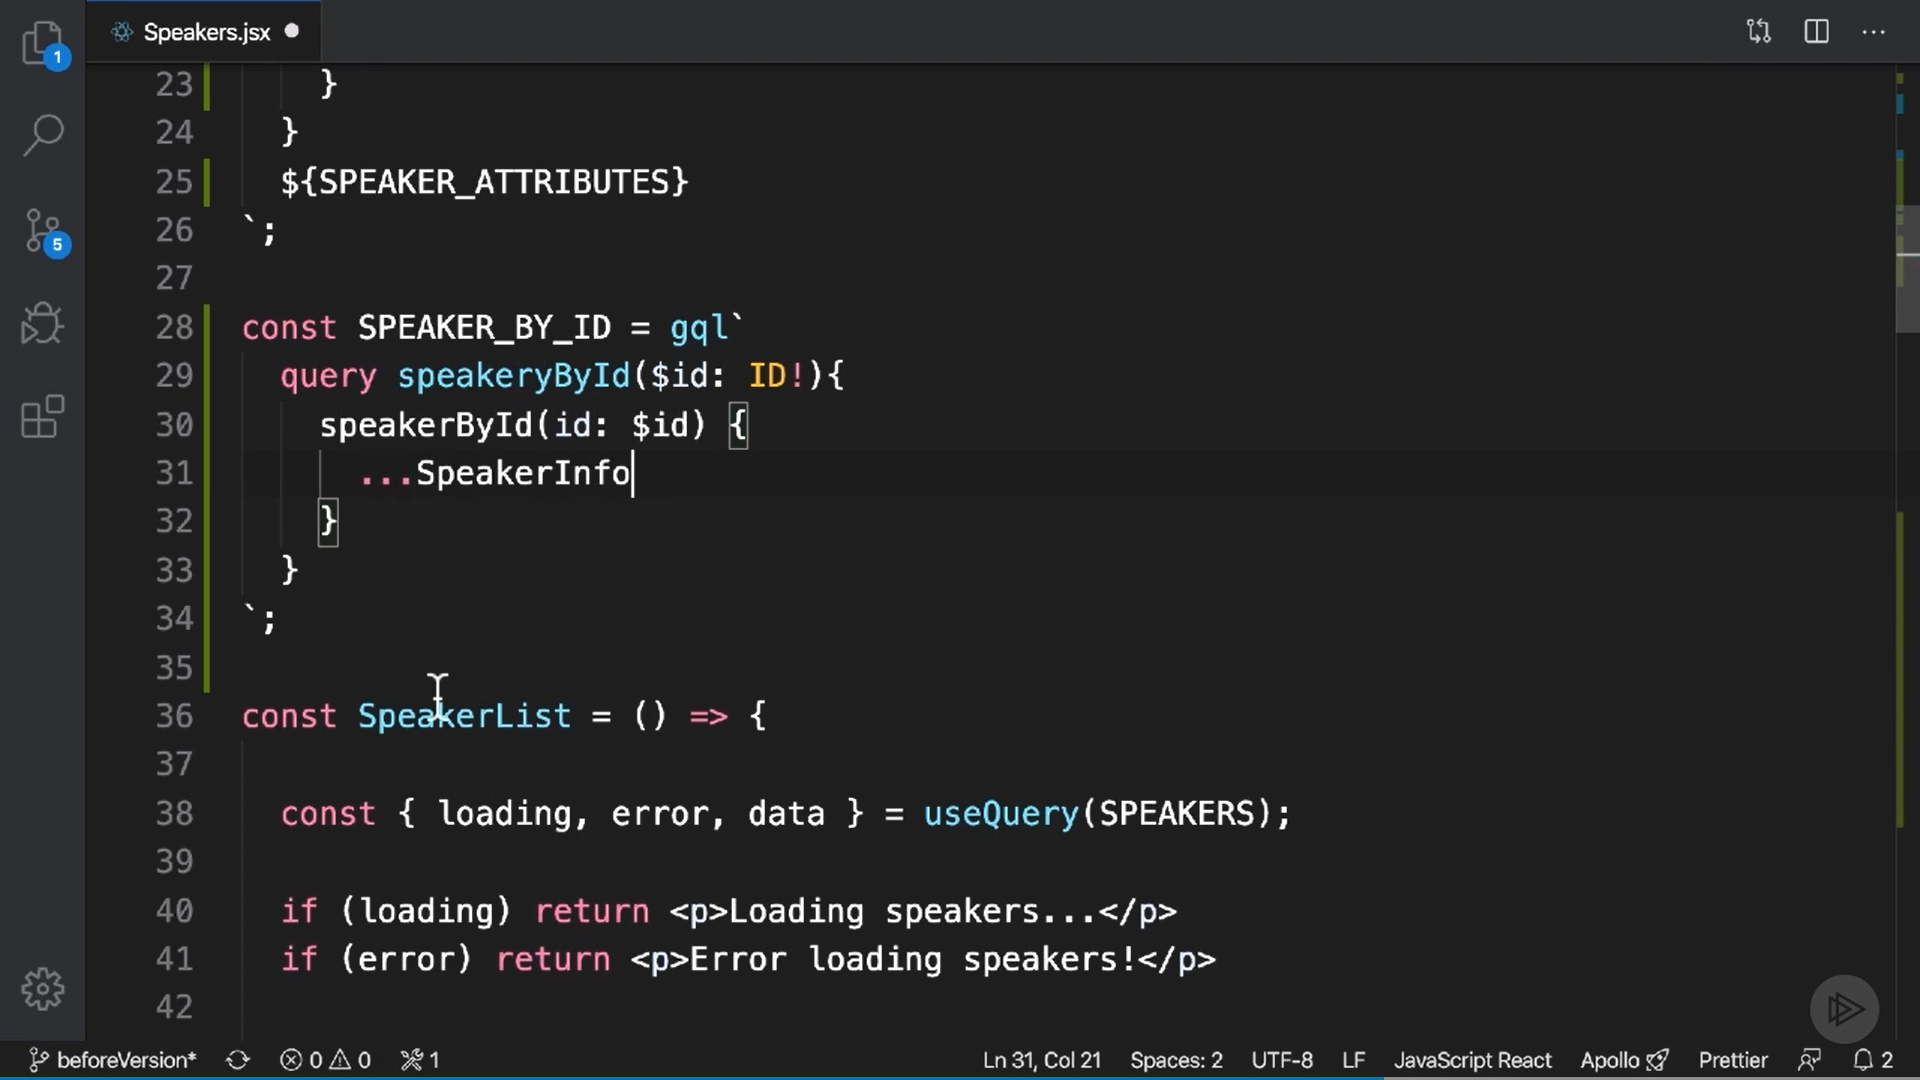 Speakers.jsx
1
23 }
24 }
25 ${SPEAKER_ATTRIBUTES}
26 `;
27
28 const SPEAKER_BY_ID = gql`
29 query speakeryById($id: ID!){
30 speakerById(id: $id) {
31 ...SpeakerInfo
32 }
33 }
34 `;
35
36 const SpeakerList = () => {
37
38 const { loading, error, data } = useQuery(SPEAKERS);
39
40 if (loading) return <p>Loading speakers...</p>
41 if (error) return <p>Error loading speakers!</p>
42
5
beforeVersion* 0 0 1 Ln 31, Col 21 Spaces: 2 UTF-8 LF JavaScript React Apollo Prettier 2